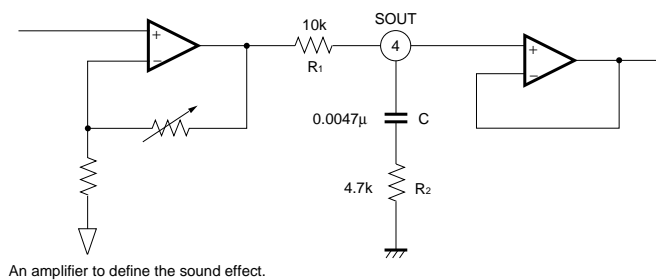 10k
SOUT
+
−
R1
4
+
−
0.0047μ
C
4.7k
R2
An amplifier to define the sound effect.